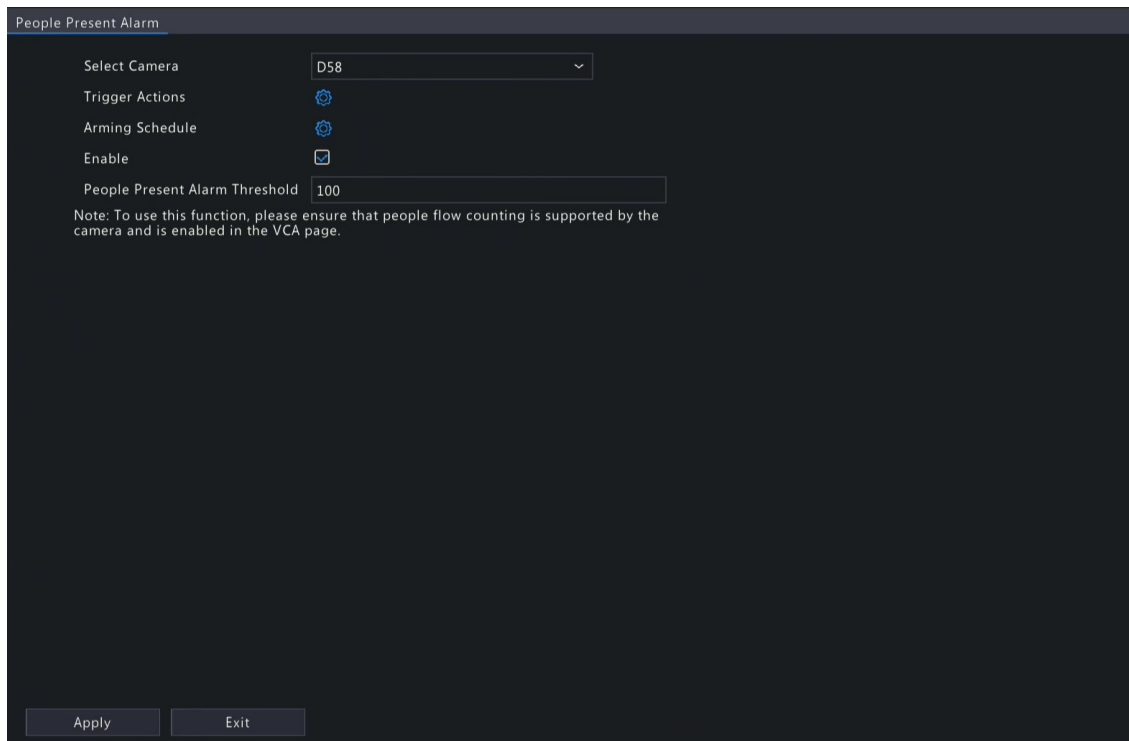 People Present Alarm
Select Camera D58
Trigger Actions
Arming Schedule
Enable
People Present Alarm Threshold 100
Note: To use this function, please ensure that people flow counting is supported by the
camera and is enabled in the VCA page.
Apply Exit